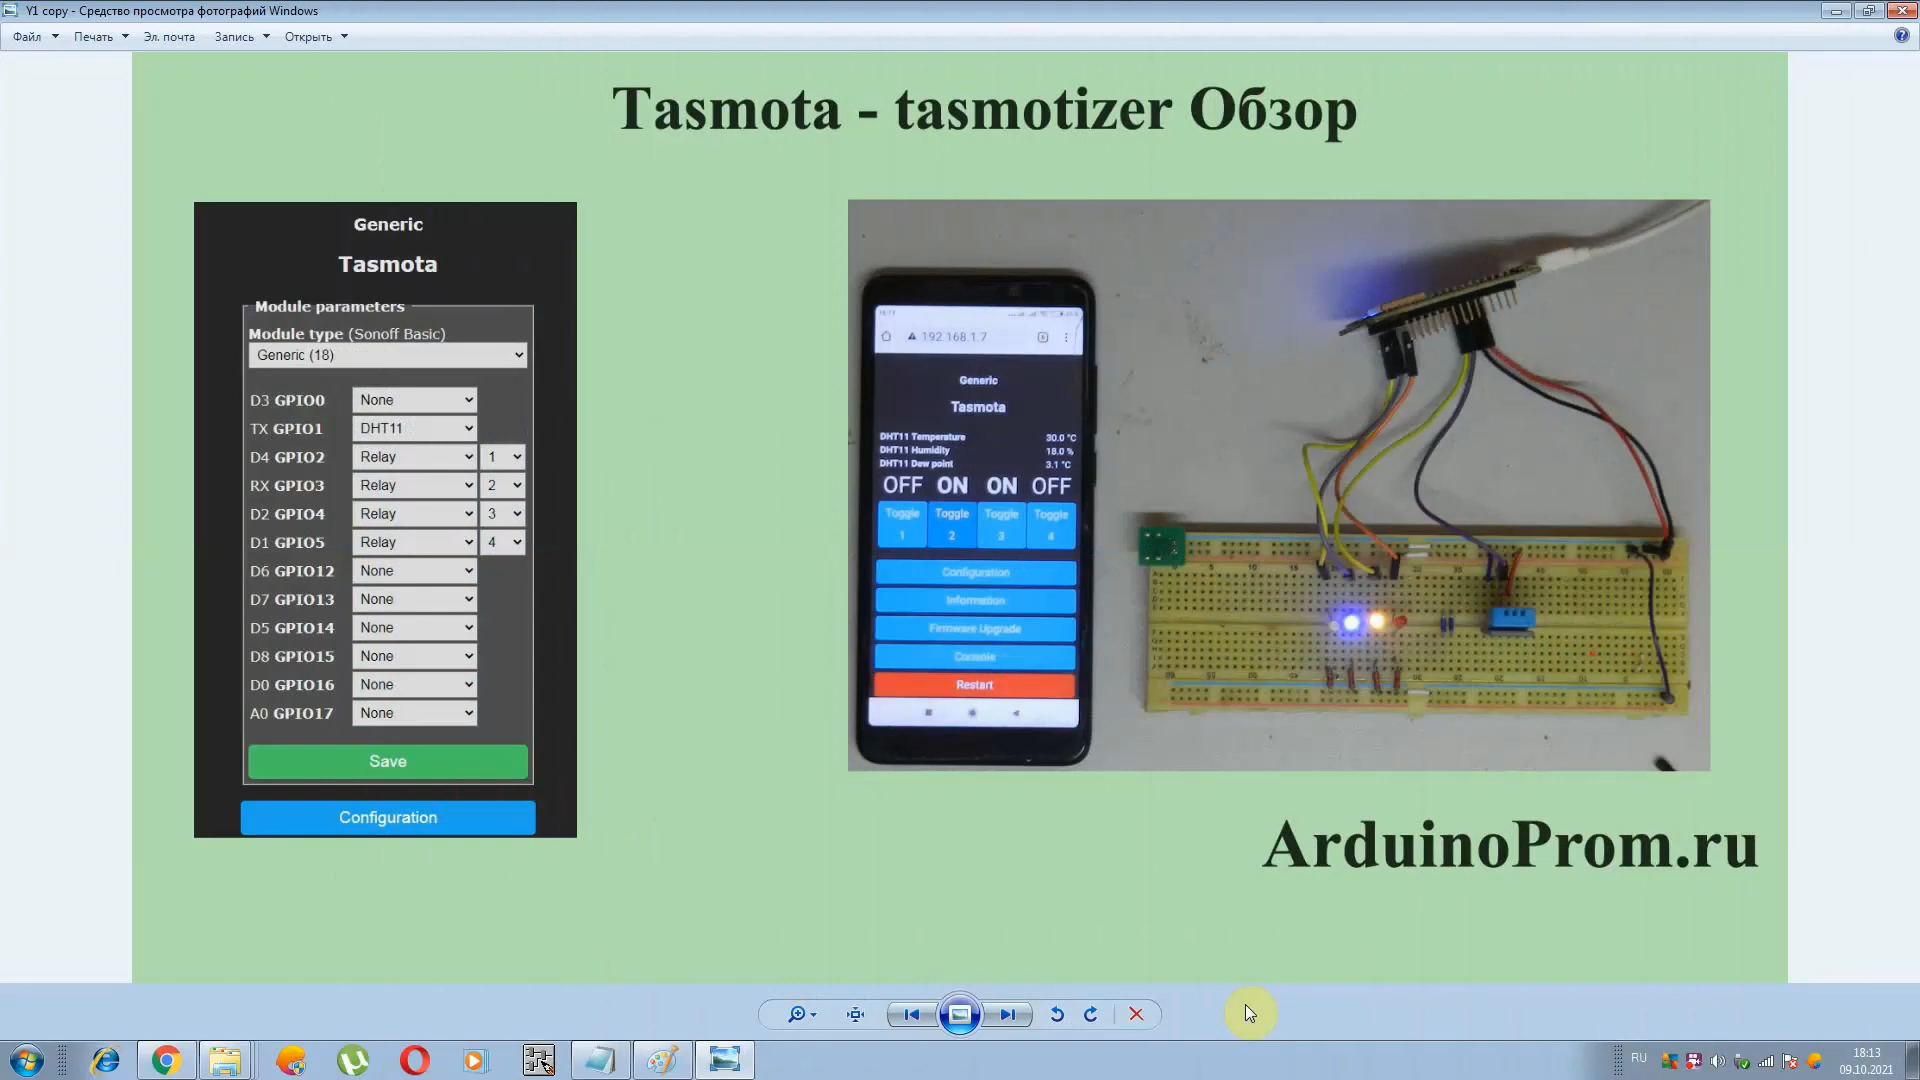 Y1 copy - Средство просмотра фотографий Windows
Файл Печать Эл. почта Запись Открыть
Tasmota - tasmotizer Обзор
Generic
Tasmota
Module parameters
Module type (Sonoff Basic)
Generic (18)
D3 GPIO0 None
TX GPIO1 DHT11
D4 GPIO2 Relay 1
RX GPIO3 Relay 2
D2 GPIO4 Relay 3
D1 GPIO5 Relay 4
D6 GPIO12 None
D7 GPIO13 None
D5 GPIO14 None
D8 GPIO15 None
D0 GPIO16 None
A0 GPIO17 None
Save
Configuration
192.168.1.7
Generic
Tasmota
DHT11 Temperature 30.0 °C
DHT11 Humidity 18.0 %
DHT11 Dew point 3.1 °C
OFF ON ON OFF
Toggle Toggle Toggle Toggle
1 2 3 4
Configuration
Information
Firmware Upgrade
Console
Restart
ArduinoProm.ru
RU
18:13
09.10.2021